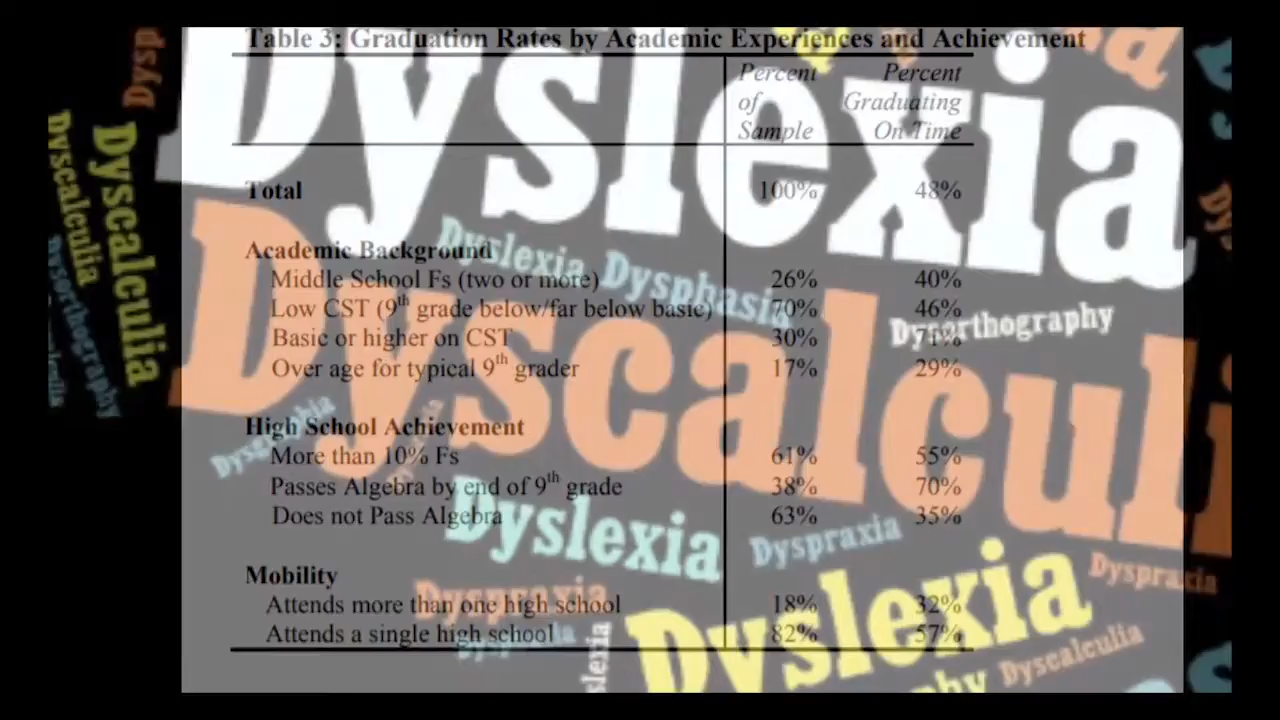 Table 3: Graduation Rates by Academic Experiences and Achievement
Percent of Sample
Percent Graduating On Time
Total 100% 48%
Academic Background
Middle School Fs (two or more) 26% 40%
Low CST (9th grade below/far below basic) 70% 46%
Basic or higher on CST 30% 71%
Over age for typical 9th grader 17% 29%
High School Achievement
More than 10% Fs 61% 55%
Passes Algebra by end of 9th grade 38% 70%
Does not Pass Algebra 63% 35%
Mobility
Attends more than one high school 18% 32%
Attends a single high school 82% 57%
Dyslexia
Dyscalculi
Dyslexia
Dysphasia
Dysorthography
Dysgraphia
Dyslexia
Dyspraxia
Dyspraxia
Dyslexia
Dyspraxia
Dyscalculia
Dysp
Dyscalculia
Dyscalculia
Dysorthography